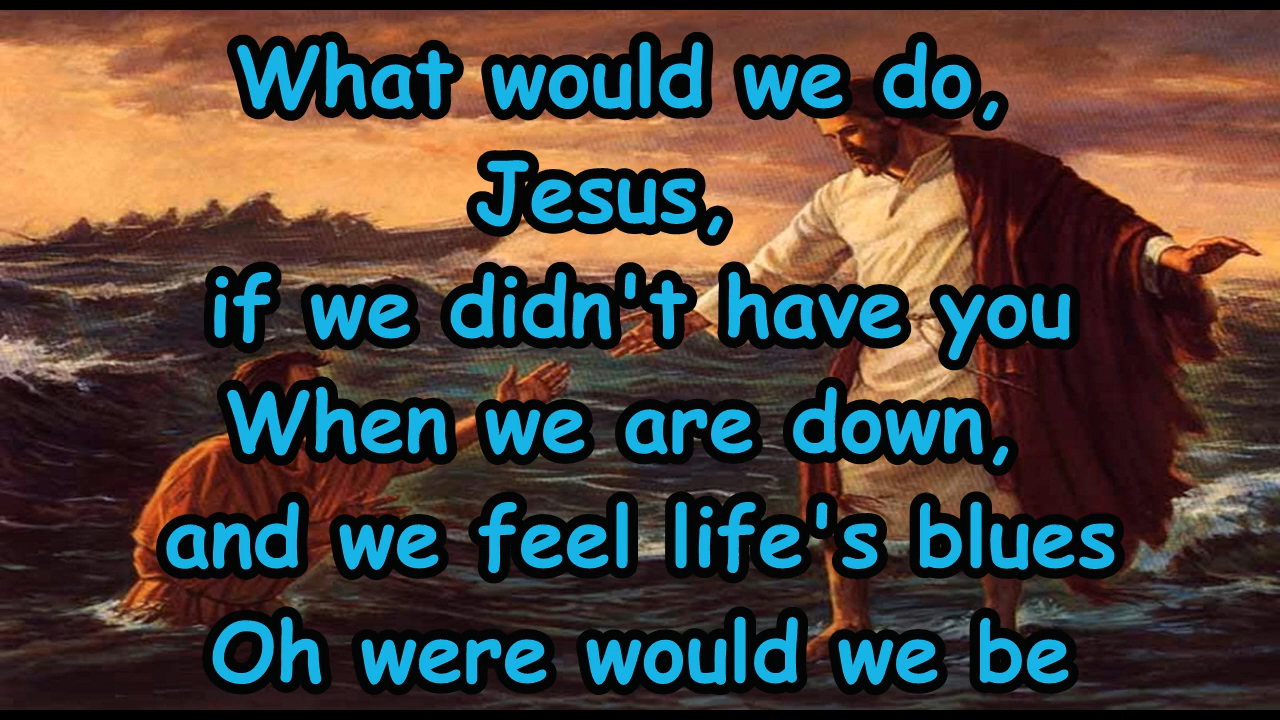 What would we do,
Jesus,
if we didn't have you
When we are down,
and we feel life's blues
Oh were would we be